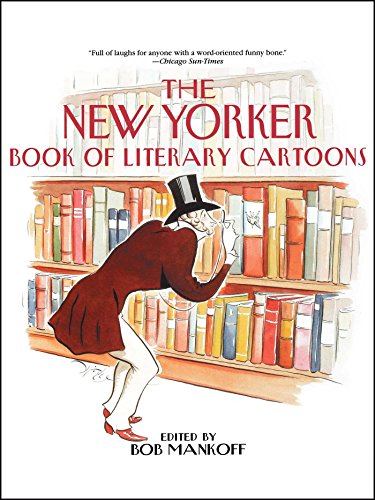 "Full of laughs for anyone with a word-oriented funny bone."
—Chicago Sun-Times
THE
NEW YORKER
BOOK OF LITERARY CARTOONS
EDITED BY
BOB MANKOFF